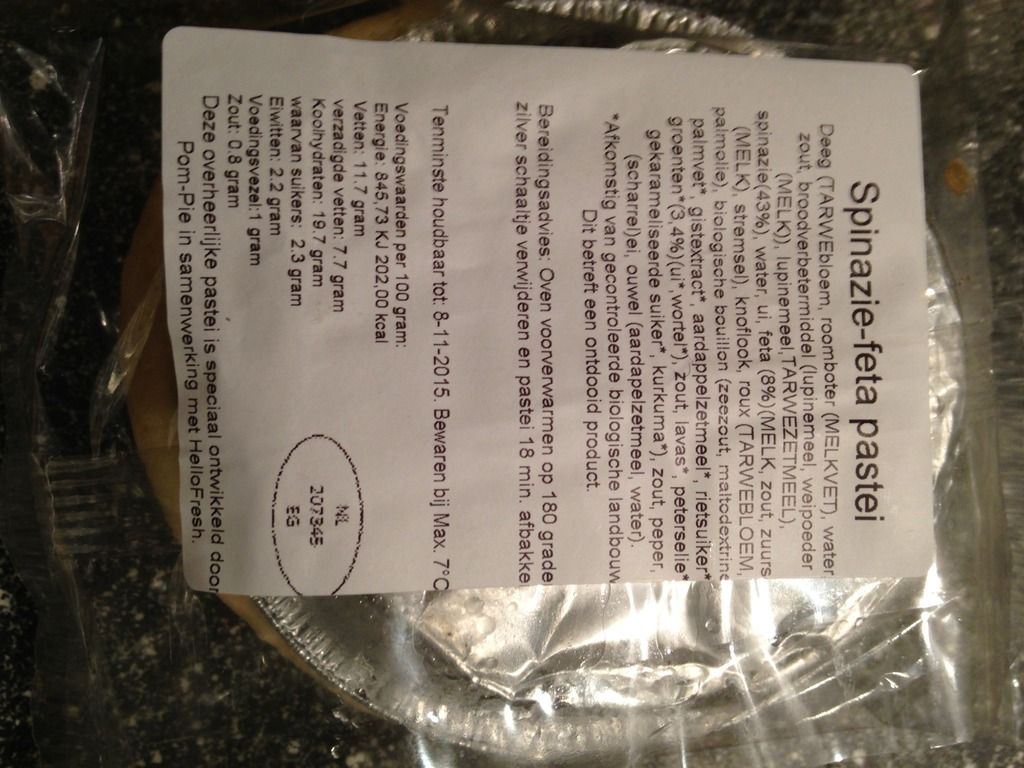 Spinazie-feta pastei
Deeg (TARWEbloem, roomboter (MELKVET), water
zout, broodverbetermiddel (lupinemeel, weipoeder
(MELK)), lupinemeel,TARWEZETMEEL),
spinazie(43%), water, ui, feta (8%)(MELK, zout, zuurs
(MELK), stremsel), knoflook, roux (TARWEBLOEM,
palmolie), biologische bouillon (zeezout, maltodextrine
palmvet*, gistextract*, aardappelzetmeel*, rietsuiker*
groenten*(3,4%)(ui*,wortel*), zout, lavas*, peterselie*
gekarameliseerde suiker*, kurkuma*), zout, peper,
(scharrel)ei, ouwel (aardapelzetmeel, water).
*Afkomstig van gecontroleerde biologische landbouw
Dit betreft een ontdooid product.
Bereidingsadvies: Oven voorverwarmen op 180 grade
zilver schaaltje verwijderen en pastei 18 min. afbakke
Tenminste houdbaar tot: 8-11-2015. Bewaren bij Max. 7°C
Voedingswaarden per 100 gram:
Energie: 845,73 KJ 202,00 kcal
Vetten: 11.7 gram
verzadigde vetten: 7.7 gram
Koolhydraten: 19.7 gram
waarvan suikers: 2.3 gram
Eiwitten: 2.2 gram
Voedingsvezel:1 gram
Zout: 0.8 gram
NL
207345
EG
Deze overheerlijke pastei is speciaal ontwikkeld door
Pom-Pie in samenwerking met HelloFresh.